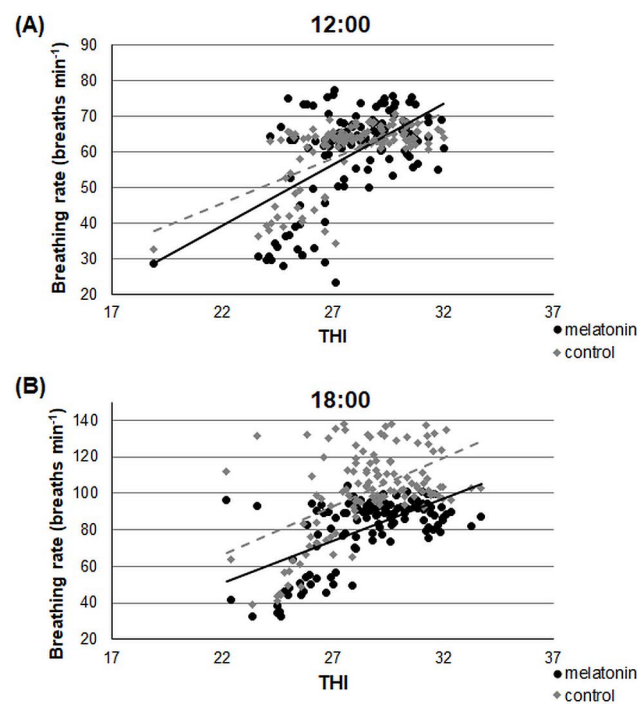 (A)
12:00
Breathing rate (breaths min⁻¹)
90
80
70
60
50
40
30
20
17 22 27 32 37
THI
melatonin
control
(B)
18:00
Breathing rate (breaths min⁻¹)
140
120
100
80
60
40
20
17 22 27 32 37
THI
melatonin
control